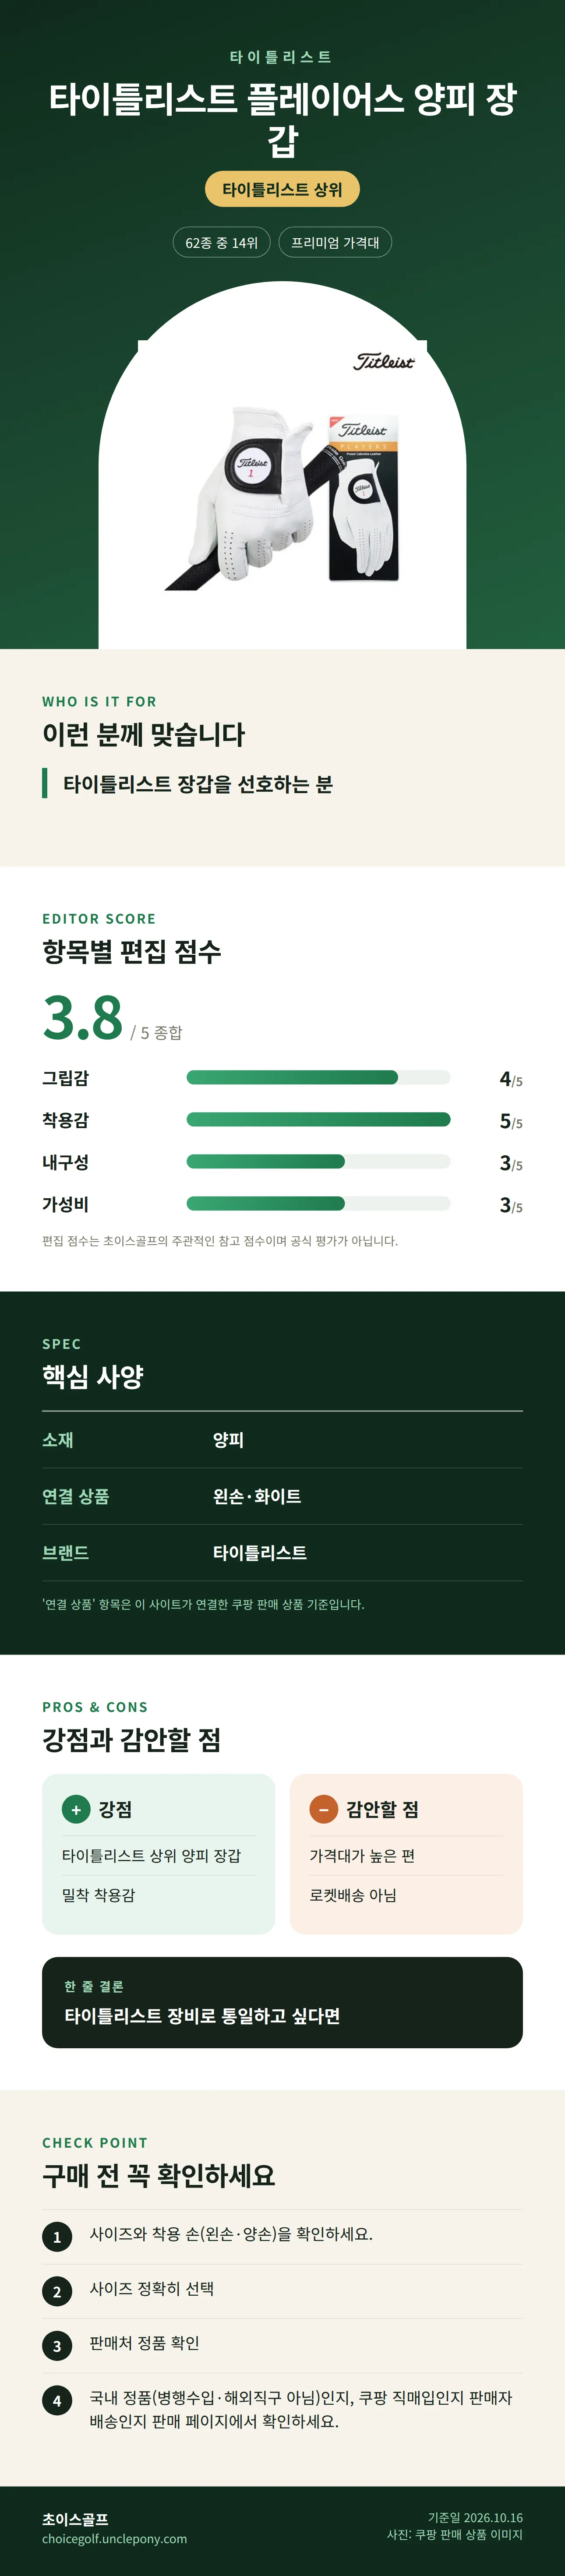 타이틀리스트
타이틀리스트 플레이어스 양피 장
갑
타이틀리스트 상위
62종 중 14위
프리미엄 가격대
Titleist
Titleist
PLAYERS
Titleist
1
WHO IS IT FOR
이런 분께 맞습니다
타이틀리스트 장갑을 선호하는 분
EDITOR SCORE
항목별 편집 점수
3.8 / 5 종합
그립감 4/5
착용감 5/5
내구성 3/5
가성비 3/5
편집 점수는 초이스골프의 주관적인 참고 점수이며 공식 평가가 아닙니다.
SPEC
핵심 사양
소재 양피
연결 상품 왼손·화이트
브랜드 타이틀리스트
'연결 상품' 항목은 이 사이트가 연결한 쿠팡 판매 상품 기준입니다.
PROS & CONS
강점과 감안할 점
+ 강점
타이틀리스트 상위 양피 장갑
밀착 착용감
− 감안할 점
가격대가 높은 편
로켓배송 아님
한 줄 결론
타이틀리스트 장비로 통일하고 싶다면
CHECK POINT
구매 전 꼭 확인하세요
1 사이즈와 착용 손(왼손·양손)을 확인하세요.
2 사이즈 정확히 선택
3 판매처 정품 확인
4 국내 정품(병행수입·해외직구 아님)인지, 쿠팡 직매입인지 판매자
배송인지 판매 페이지에서 확인하세요.
초이스골프
choicegolf.unclepony.com
기준일 2026.10.16
사진: 쿠팡 판매 상품 이미지